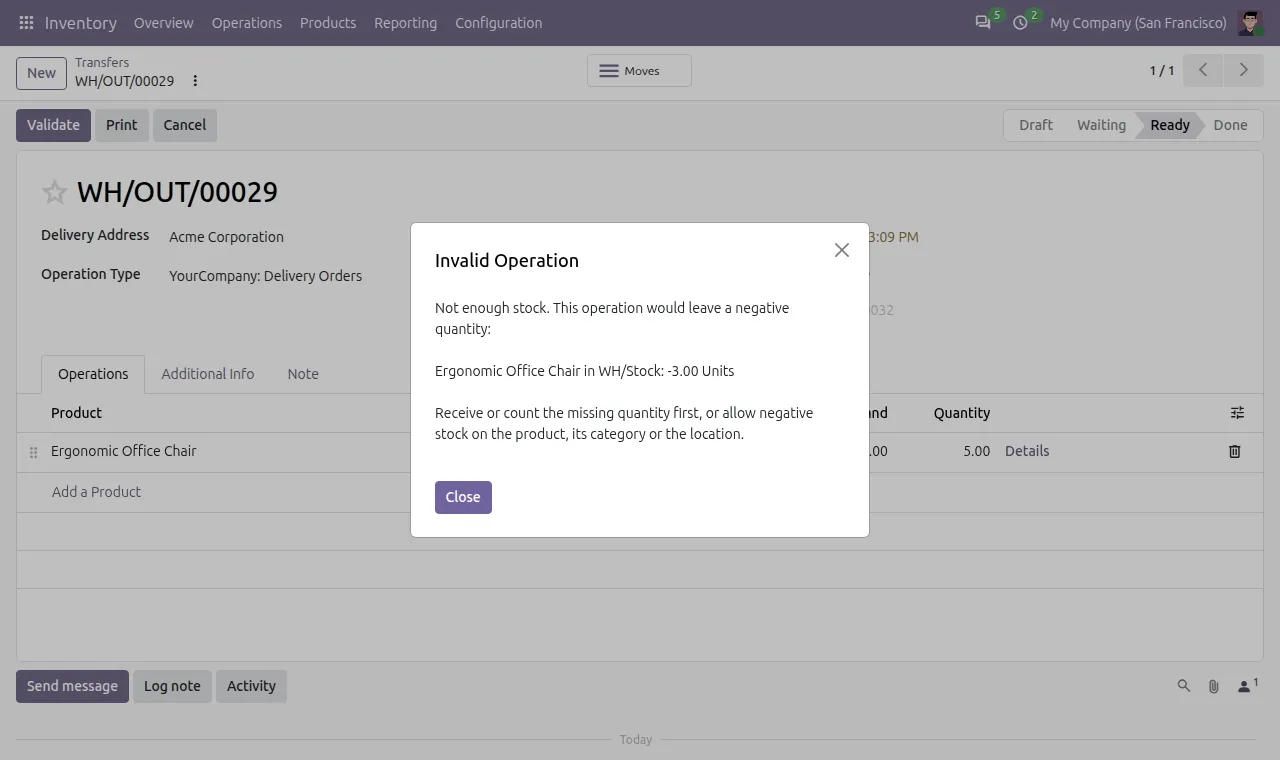 Inventory Overview Operations Products Reporting Configuration 5 2 My Company (San Francisco)
New Transfers
WH/OUT/00029
Moves
1 / 1
Validate Print Cancel Draft Waiting Ready Done
WH/OUT/00029
Delivery Address Acme Corporation
3:09 PM
Operation Type YourCompany: Delivery Orders
032
Invalid Operation
Not enough stock. This operation would leave a negative
quantity:
Ergonomic Office Chair in WH/Stock: -3.00 Units
Receive or count the missing quantity first, or allow negative
stock on the product, its category or the location.
Close
Operations Additional Info Note
Product Quantity
Ergonomic Office Chair .00 5.00 Details
Add a Product
Send message Log note Activity 1
Today